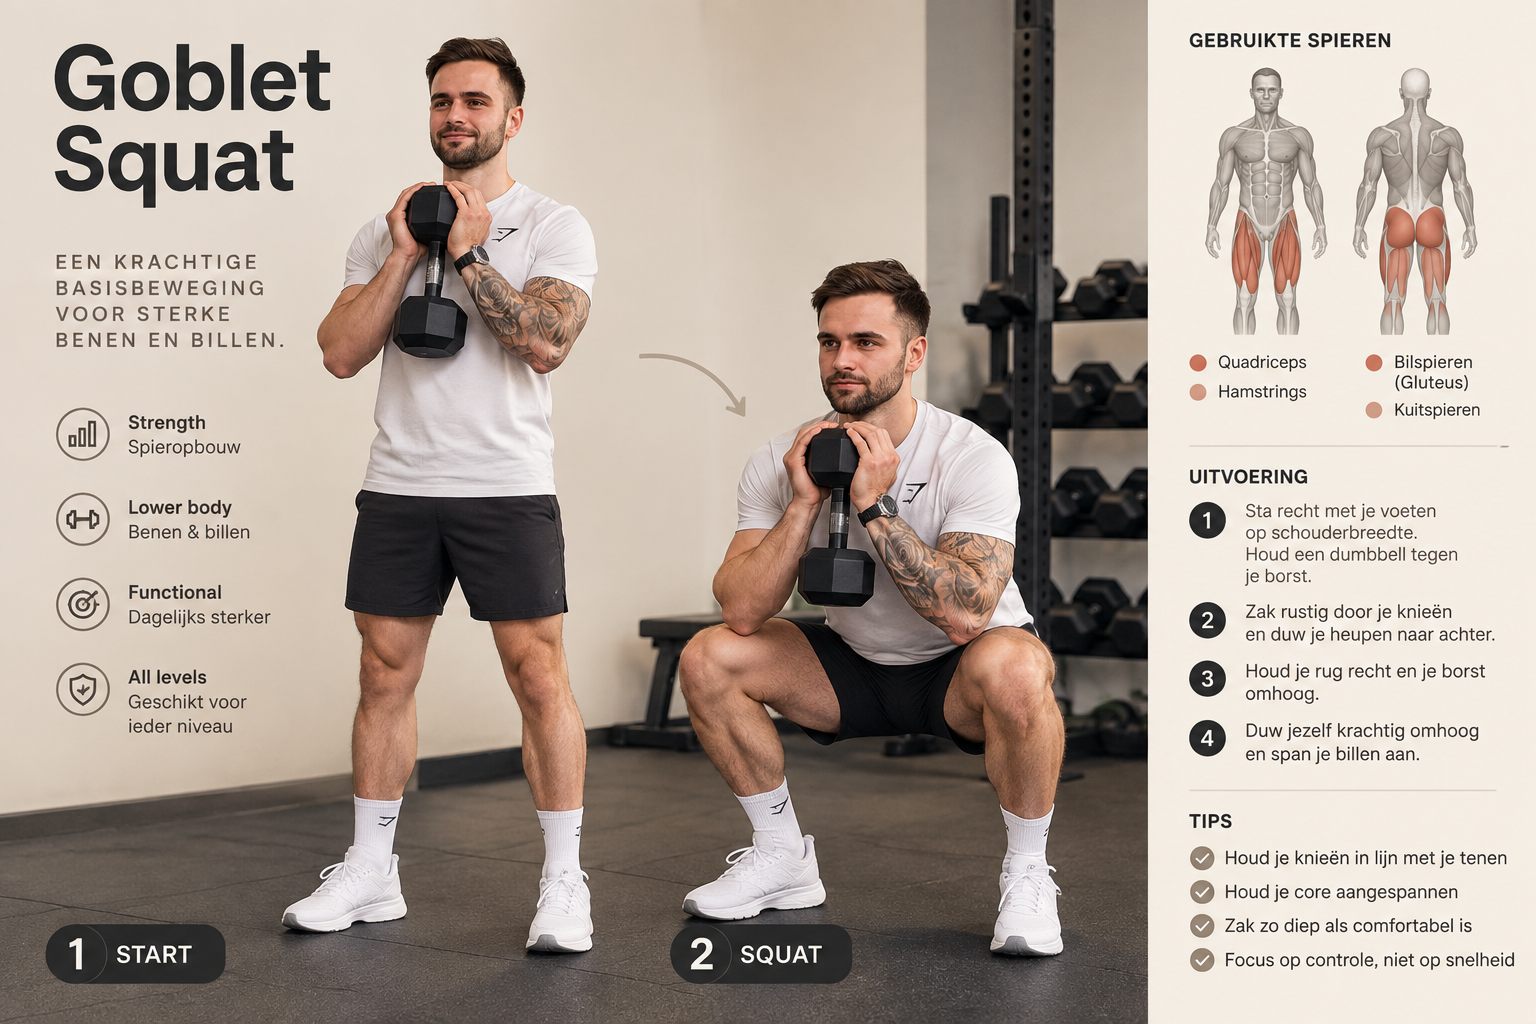 Goblet
Squat
EEN KRACHTIGE
BASISBEWEGING
VOOR STERKE
BENEN EN BILLEN.
Strength
Spieropbouw
Lower body
Benen & billen
Functional
Dagelijks sterker
All levels
Geschikt voor
ieder niveau
1 START
2 SQUAT
GEBRUIKTE SPIEREN
Quadriceps
Hamstrings
Bilspieren
(Gluteus)
Kuitspieren
UITVOERING
1 Sta recht met je voeten
op schouderbreedte.
Houd een dumbbell tegen
je borst.
2 Zak rustig door je knieën
en duw je heupen naar achter.
3 Houd je rug recht en je borst
omhoog.
4 Duw jezelf krachtig omhoog
en span je billen aan.
TIPS
Houd je knieën in lijn met je tenen
Houd je core aangespannen
Zak zo diep als comfortabel is
Focus op controle, niet op snelheid